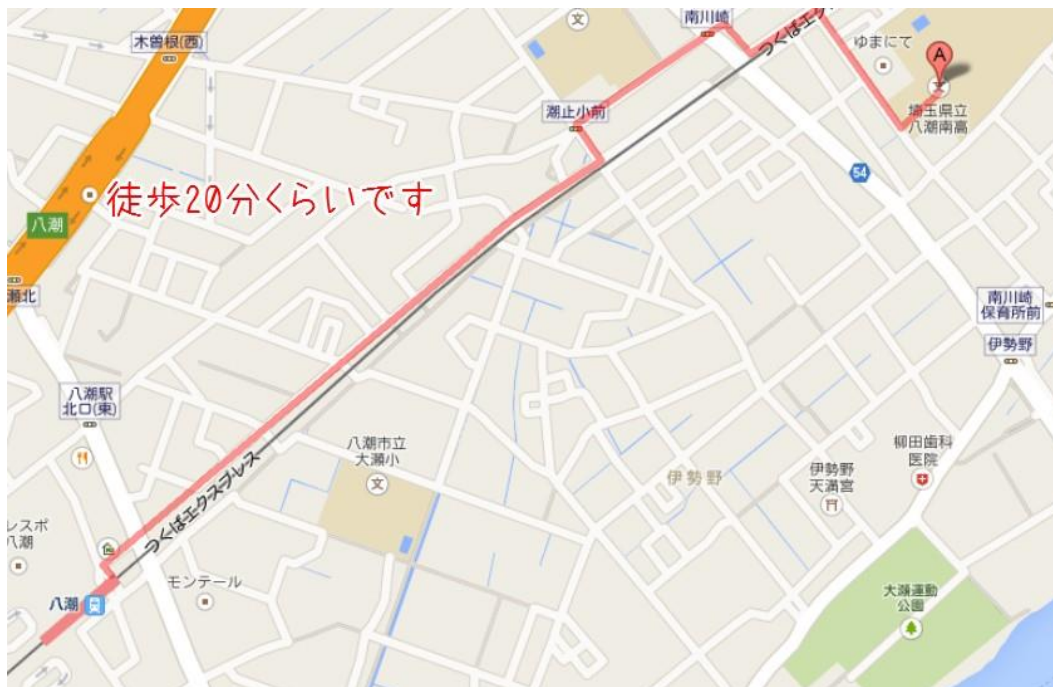 南川崎
つくばエクスプレス
木曽根(西)
ゆまにて
A
潮止小前
埼玉県立
八潮南高
54
徒歩20分くらいです
八潮
瀬北
南川崎
保育所前
伊勢野
八潮駅
北口(東)
八潮市立
大瀬小
柳田歯科
医院
伊勢野
伊勢野
天満宮
つくばエクスプレス
レスポ
八潮
モンテール
八潮
大瀬運動
公園
文
文
文